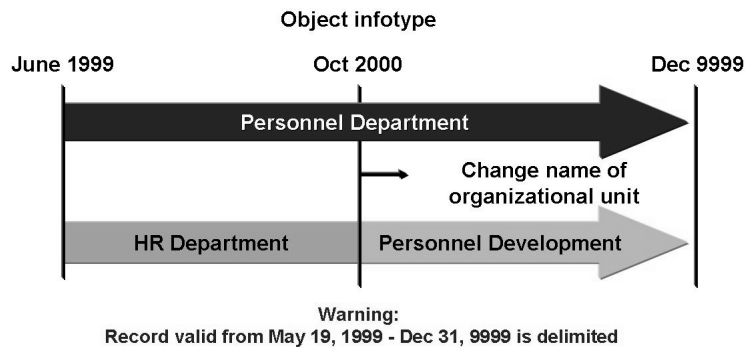 Object infotype
June 1999 Oct 2000 Dec 9999
Personnel Department
Change name of
organizational unit
HR Department Personnel Development
Warning:
Record valid from May 19, 1999 - Dec 31, 9999 is delimited